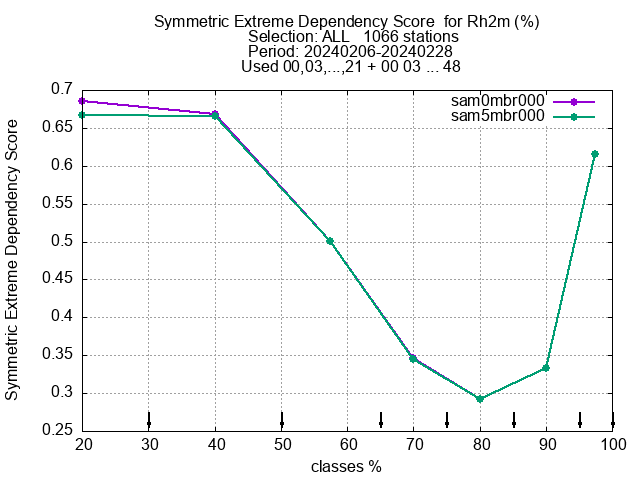 Symmetric Extreme Dependency Score  for Rh2m (%)
Selection: ALL   1066 stations
Period: 20240206-20240228
Used 00,03,...,21 + 00 03 ... 48
sam0mbr000
sam5mbr000
Symmetric Extreme Dependency Score
0.7
0.65
0.6
0.55
0.5
0.45
0.4
0.35
0.3
0.25
20 30 40 50 60 70 80 90 100
classes %